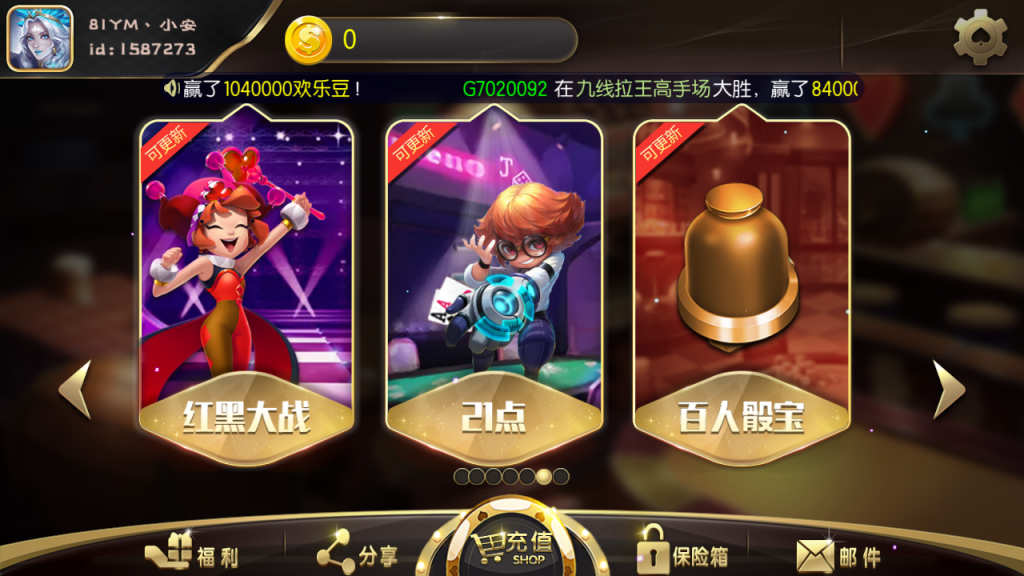 81YM、小安
id:1587273
0
赢了1040000欢乐豆！ G7020092 在九线拉王高手场大胜，赢了84000
可更新
可更新
可更新
eno J
A A
红黑大战
21点
百人骰宝
福利
分享
充值
SHOP
保险箱
邮件